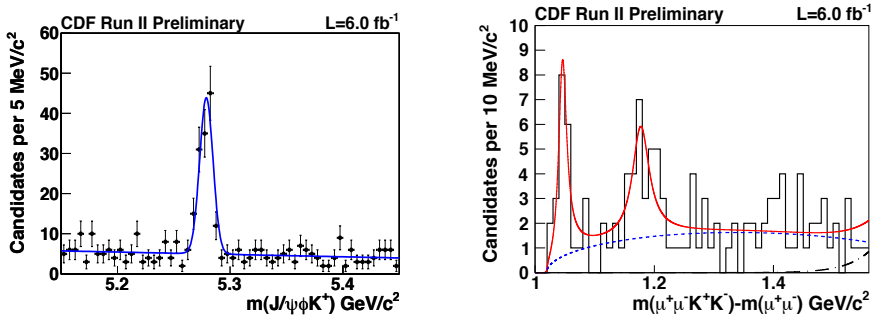 CDF Run II Preliminary L=6.0 fb⁻¹
Candidates per 5 MeV/c²
60
50
40
30
20
10
0
5.2 5.3 5.4
m(J/ψϕK⁺) GeV/c²
CDF Run II Preliminary L=6.0 fb⁻¹
Candidates per 10 MeV/c²
10
9
8
7
6
5
4
3
2
1
0
1 1.2 1.4
m(μ⁺μ⁻K⁺K⁻)-m(μ⁺μ⁻) GeV/c²